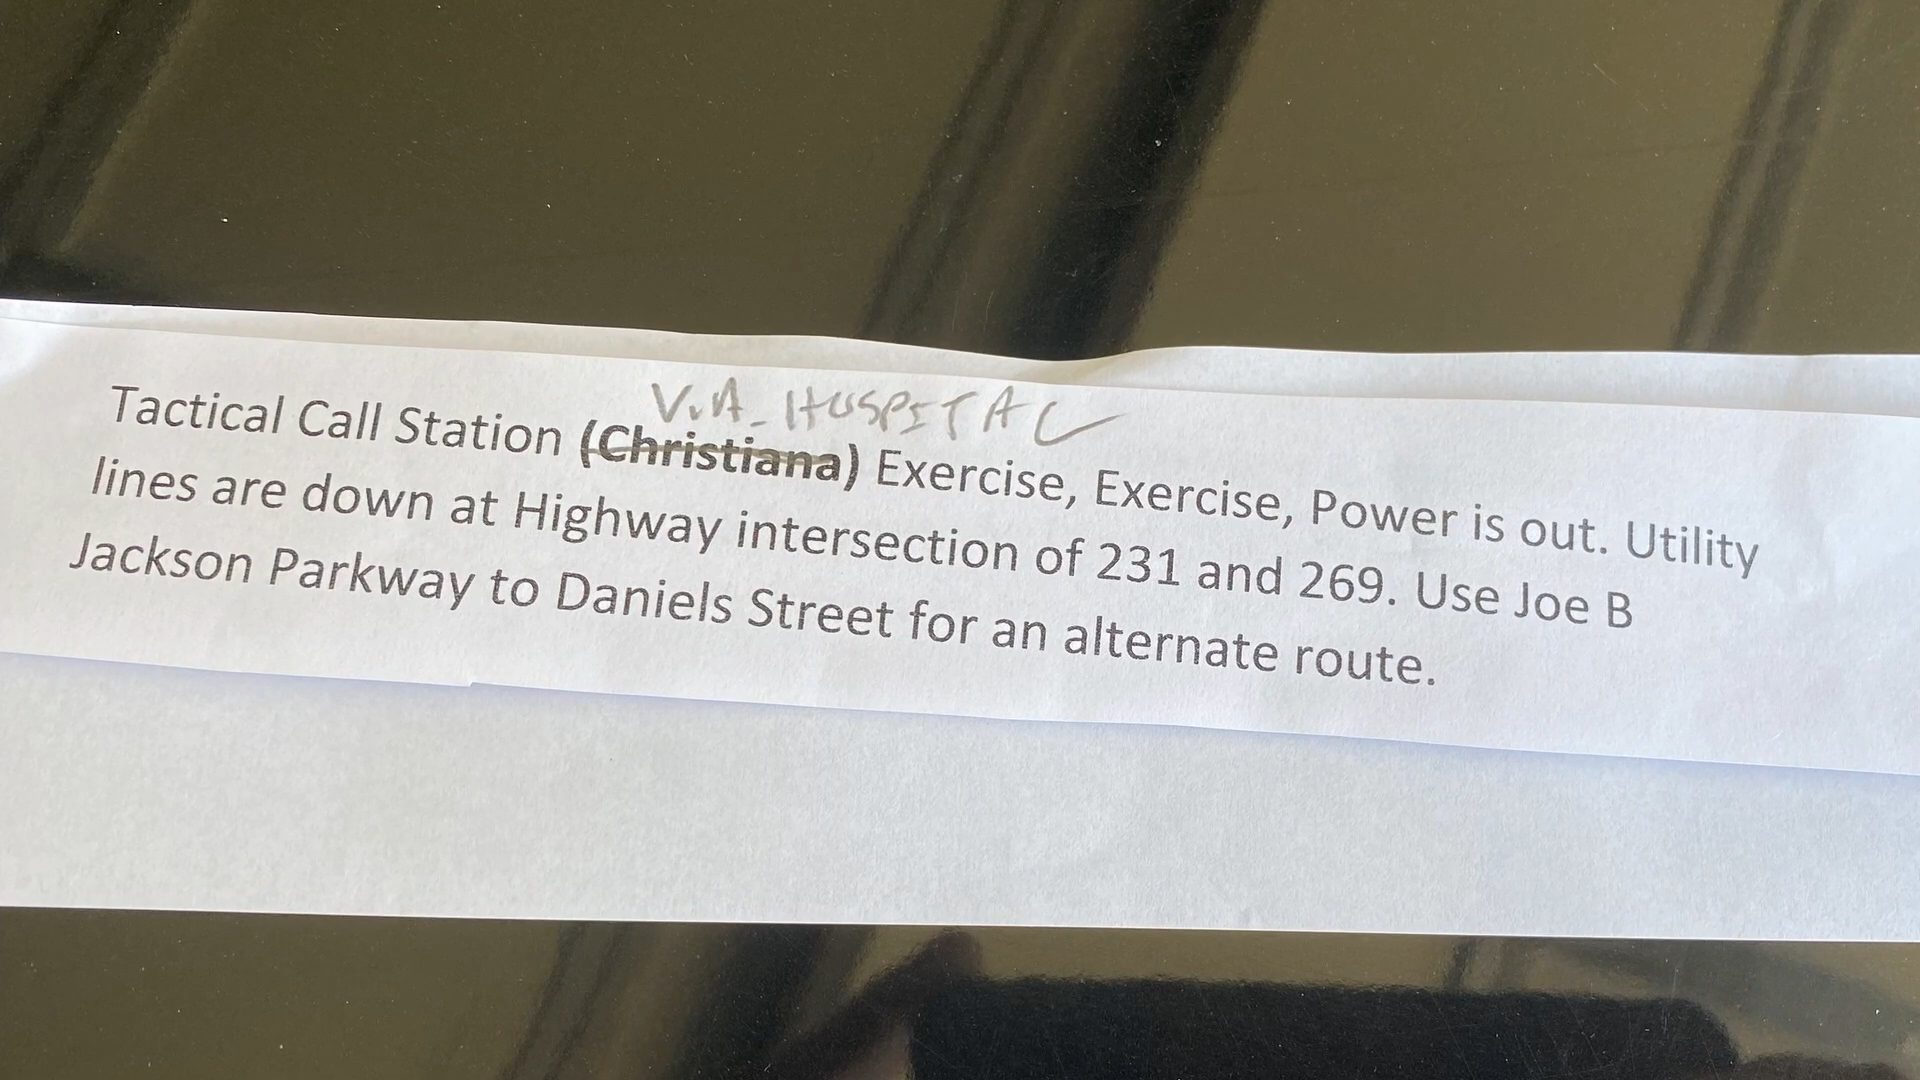 V.A. HOSPITAL
Tactical Call Station (Christiana) Exercise, Exercise, Power is out. Utility
lines are down at Highway intersection of 231 and 269. Use Joe B
Jackson Parkway to Daniels Street for an alternate route.